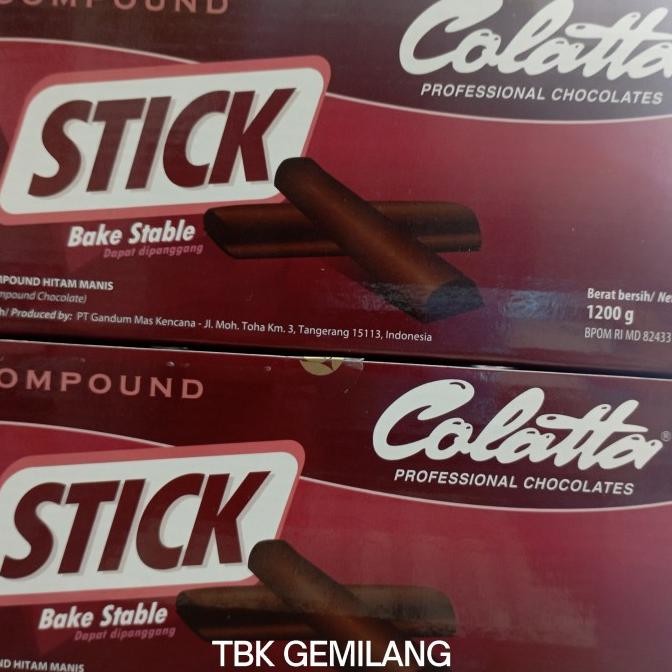 COMPOUND
Colatta
PROFESSIONAL CHOCOLATES
STICK
Bake Stable
Dapat dipanggang
MPOUND HITAM MANIS
mpound Chocolate)
h/ Produced by: PT Gandum Mas Kencana - Jl. Moh. Toha Km. 3, Tangerang 15113, Indonesia
Berat bersih/ Ne
1200 g
BPOM RI MD 82433
OMPOUND
Colatta®
PROFESSIONAL CHOCOLATES
STICK
Bake Stable
Dapat dipanggang
ND HITAM MANIS
TBK GEMILANG